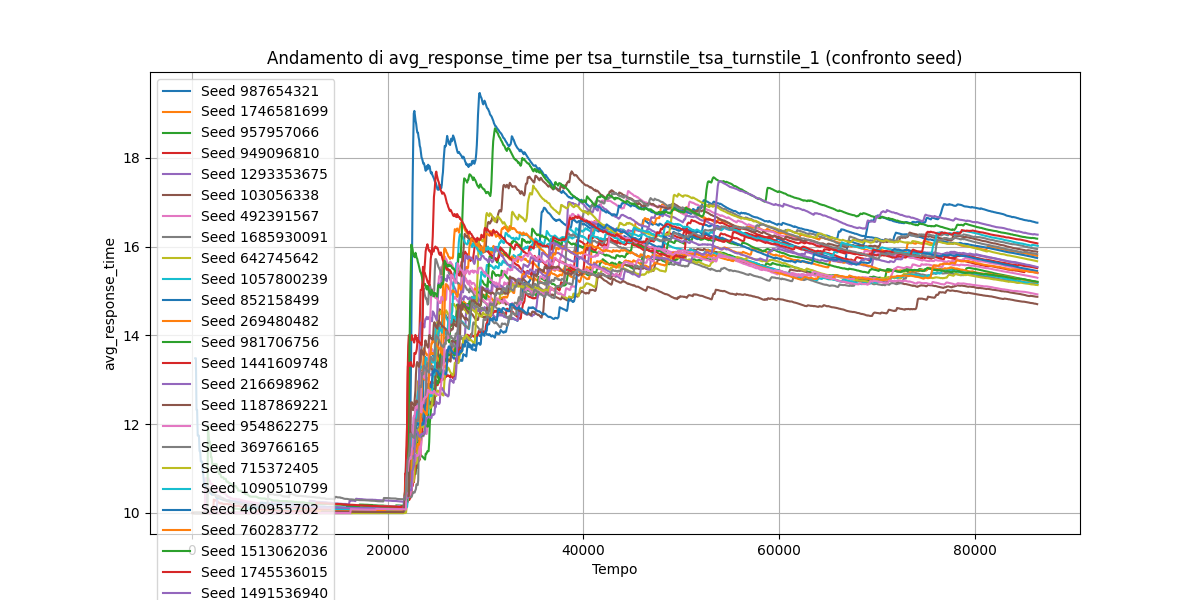 Andamento di avg_response_time per tsa_turnstile_tsa_turnstile_1 (confronto seed)
Seed 987654321
Seed 1746581699
Seed 957957066
Seed 949096810
Seed 1293353675
Seed 103056338
Seed 492391567
Seed 1685930091
Seed 642745642
Seed 1057800239
Seed 852158499
Seed 269480482
Seed 981706756
Seed 1441609748
Seed 216698962
Seed 1187869221
Seed 954862275
Seed 369766165
Seed 715372405
Seed 1090510799
Seed 460955702
Seed 760283772
Seed 1513062036
Seed 1745536015
Seed 1491536940
avg_response_time
18
16
14
12
10
0
20000
40000
60000
80000
Tempo